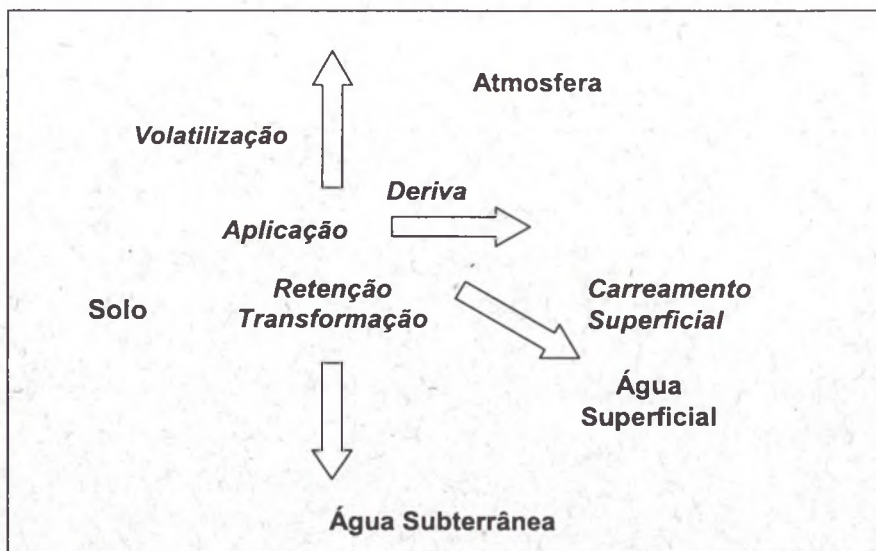 Atmosfera
Volatilização
Deriva
Aplicação
Solo
Retenção
Transformação
Carreamento
Superficial
Água
Superficial
Água Subterrânea